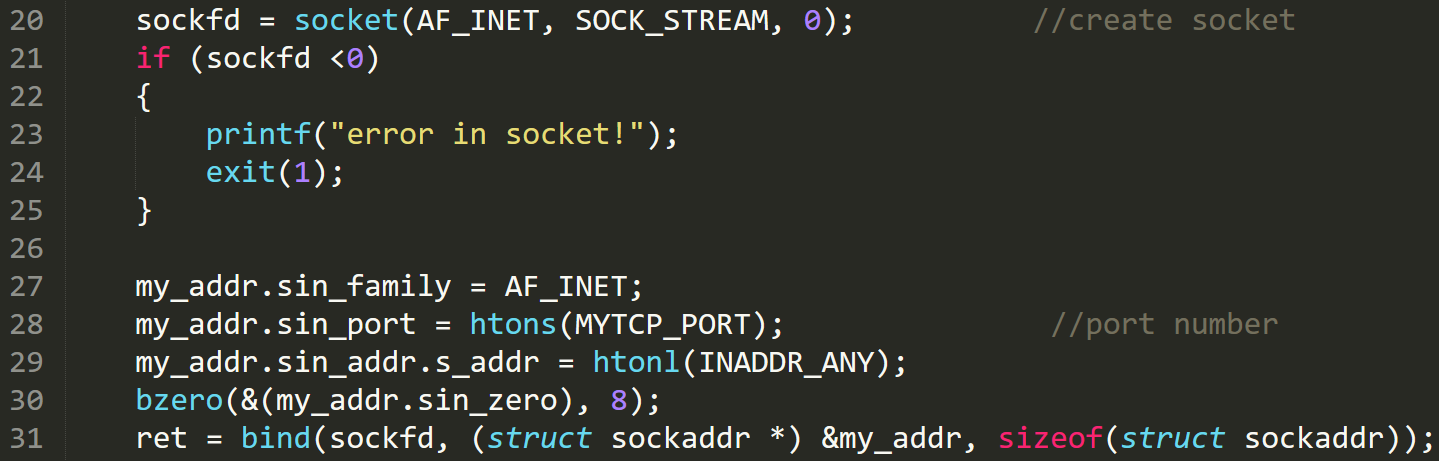 20 sockfd = socket(AF_INET, SOCK_STREAM, 0); //create socket
21 if (sockfd <0)
22 {
23 printf("error in socket!");
24 exit(1);
25 }
26
27 my_addr.sin_family = AF_INET;
28 my_addr.sin_port = htons(MYTCP_PORT); //port number
29 my_addr.sin_addr.s_addr = htonl(INADDR_ANY);
30 bzero(&(my_addr.sin_zero), 8);
31 ret = bind(sockfd, (struct sockaddr *) &my_addr, sizeof(struct sockaddr));